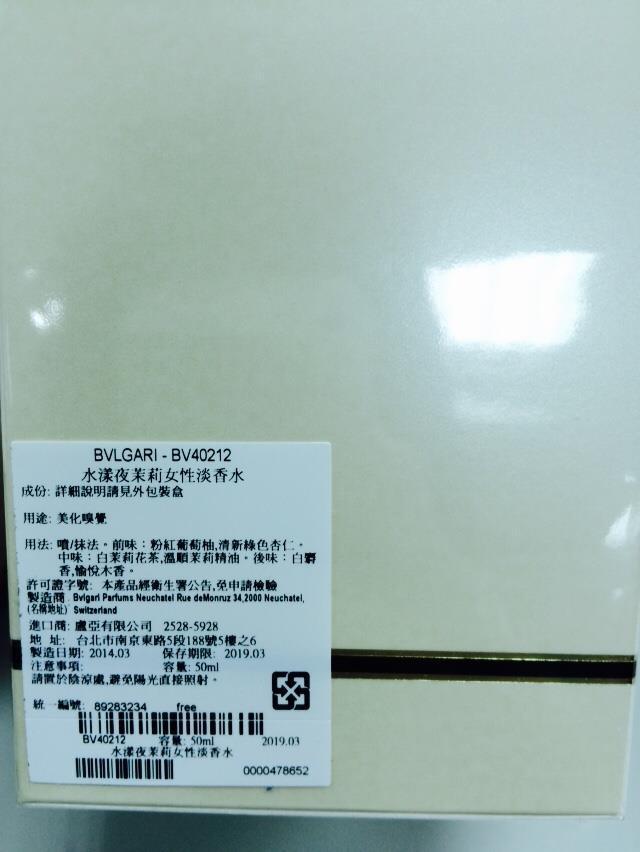 BVLGARI - BV40212
水漾夜茉莉女性淡香水
成份: 詳細說明請見外包裝盒
用途: 美化嗅覺
用法: 噴/抹法。前味：粉紅葡萄柚,清新綠色杏仁。
中味：白茉莉花茶,溫順茉莉精油。後味：白麝
香,愉悅木香。
許可證字號: 本產品經衛生署公告,免申請檢驗
製造商: Bvlgari Parfums Neuchatel Rue deMonruz 34,2000 Neuchatel,
(名稱地址) Switzerland
進口商: 盧亞有限公司 2528-5928
地 址: 台北市南京東路5段188號5樓之6
製造日期: 2014.03 保存期限: 2019.03
注意事項: 容量: 50ml
請置於陰涼處,避免陽光直接照射。
統一編號: 89283234 free
BV40212 容量: 50ml 2019.03
水漾夜茉莉女性淡香水
0000478652